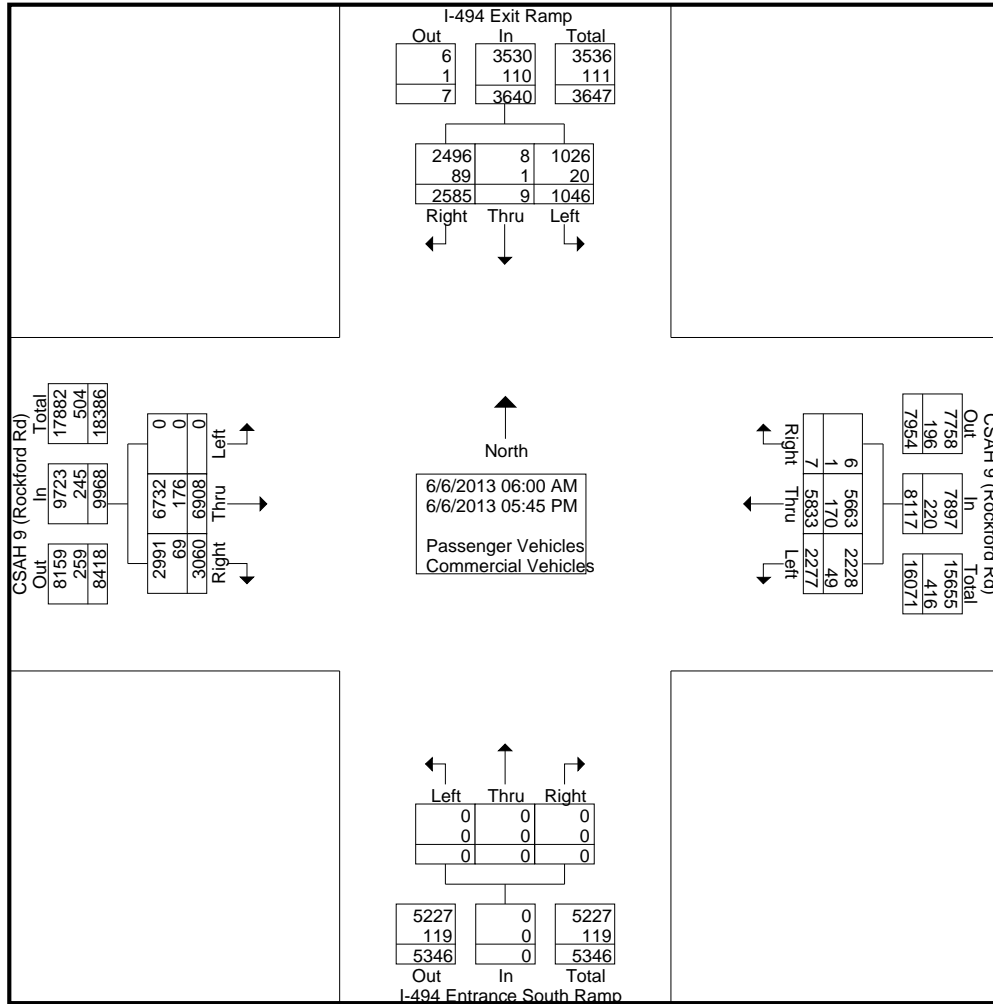 I-494 Exit Ramp
Out In Total
6 3530 3536
1 110 111
7 3640 3647
2496 8 1026
89 1 20
2585 9 1046
Right Thru Left
CSAH 9 (Rockford Rd)
Total
17882
504
18386
In
9723
245
9968
Out
8159
259
8418
Left
0
0
0
Thru
6732
176
6908
Right
2991
69
3060
North
6/6/2013 06:00 AM
6/6/2013 05:45 PM
Passenger Vehicles
Commercial Vehicles
Right
6
1
7
Thru
5663
170
5833
Left
2228
49
2277
CSAH 9 (Rockford Rd)
Out
7758
196
7954
In
7897
220
8117
Total
15655
416
16071
Left Thru Right
0 0 0
0 0 0
0 0 0
5227 0 5227
119 0 119
5346 0 5346
Out In Total
I-494 Entrance South Ramp